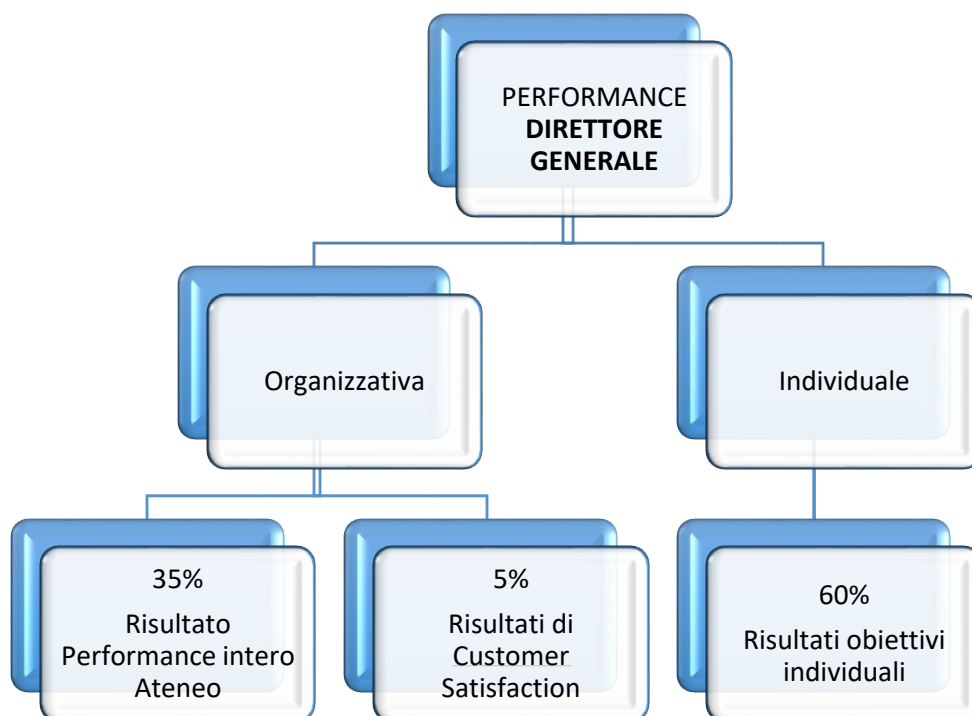 PERFORMANCE
DIRETTORE
GENERALE
Organizzativa
Individuale
35%
Risultato
Performance intero
Ateneo
5%
Risultati di
Customer
Satisfaction
60%
Risultati obiettivi
individuali